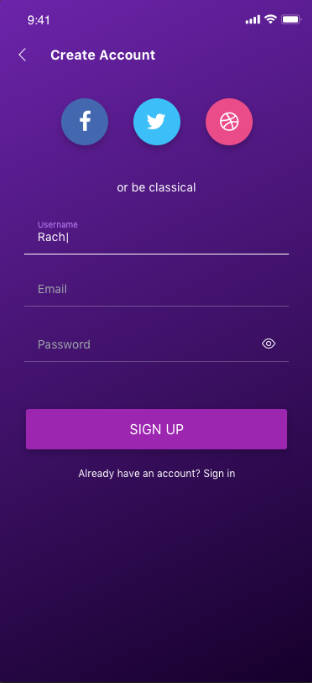 9:41
Create Account
or be classical
Username
Rach
Email
Password
SIGN UP
Already have an account? Sign in